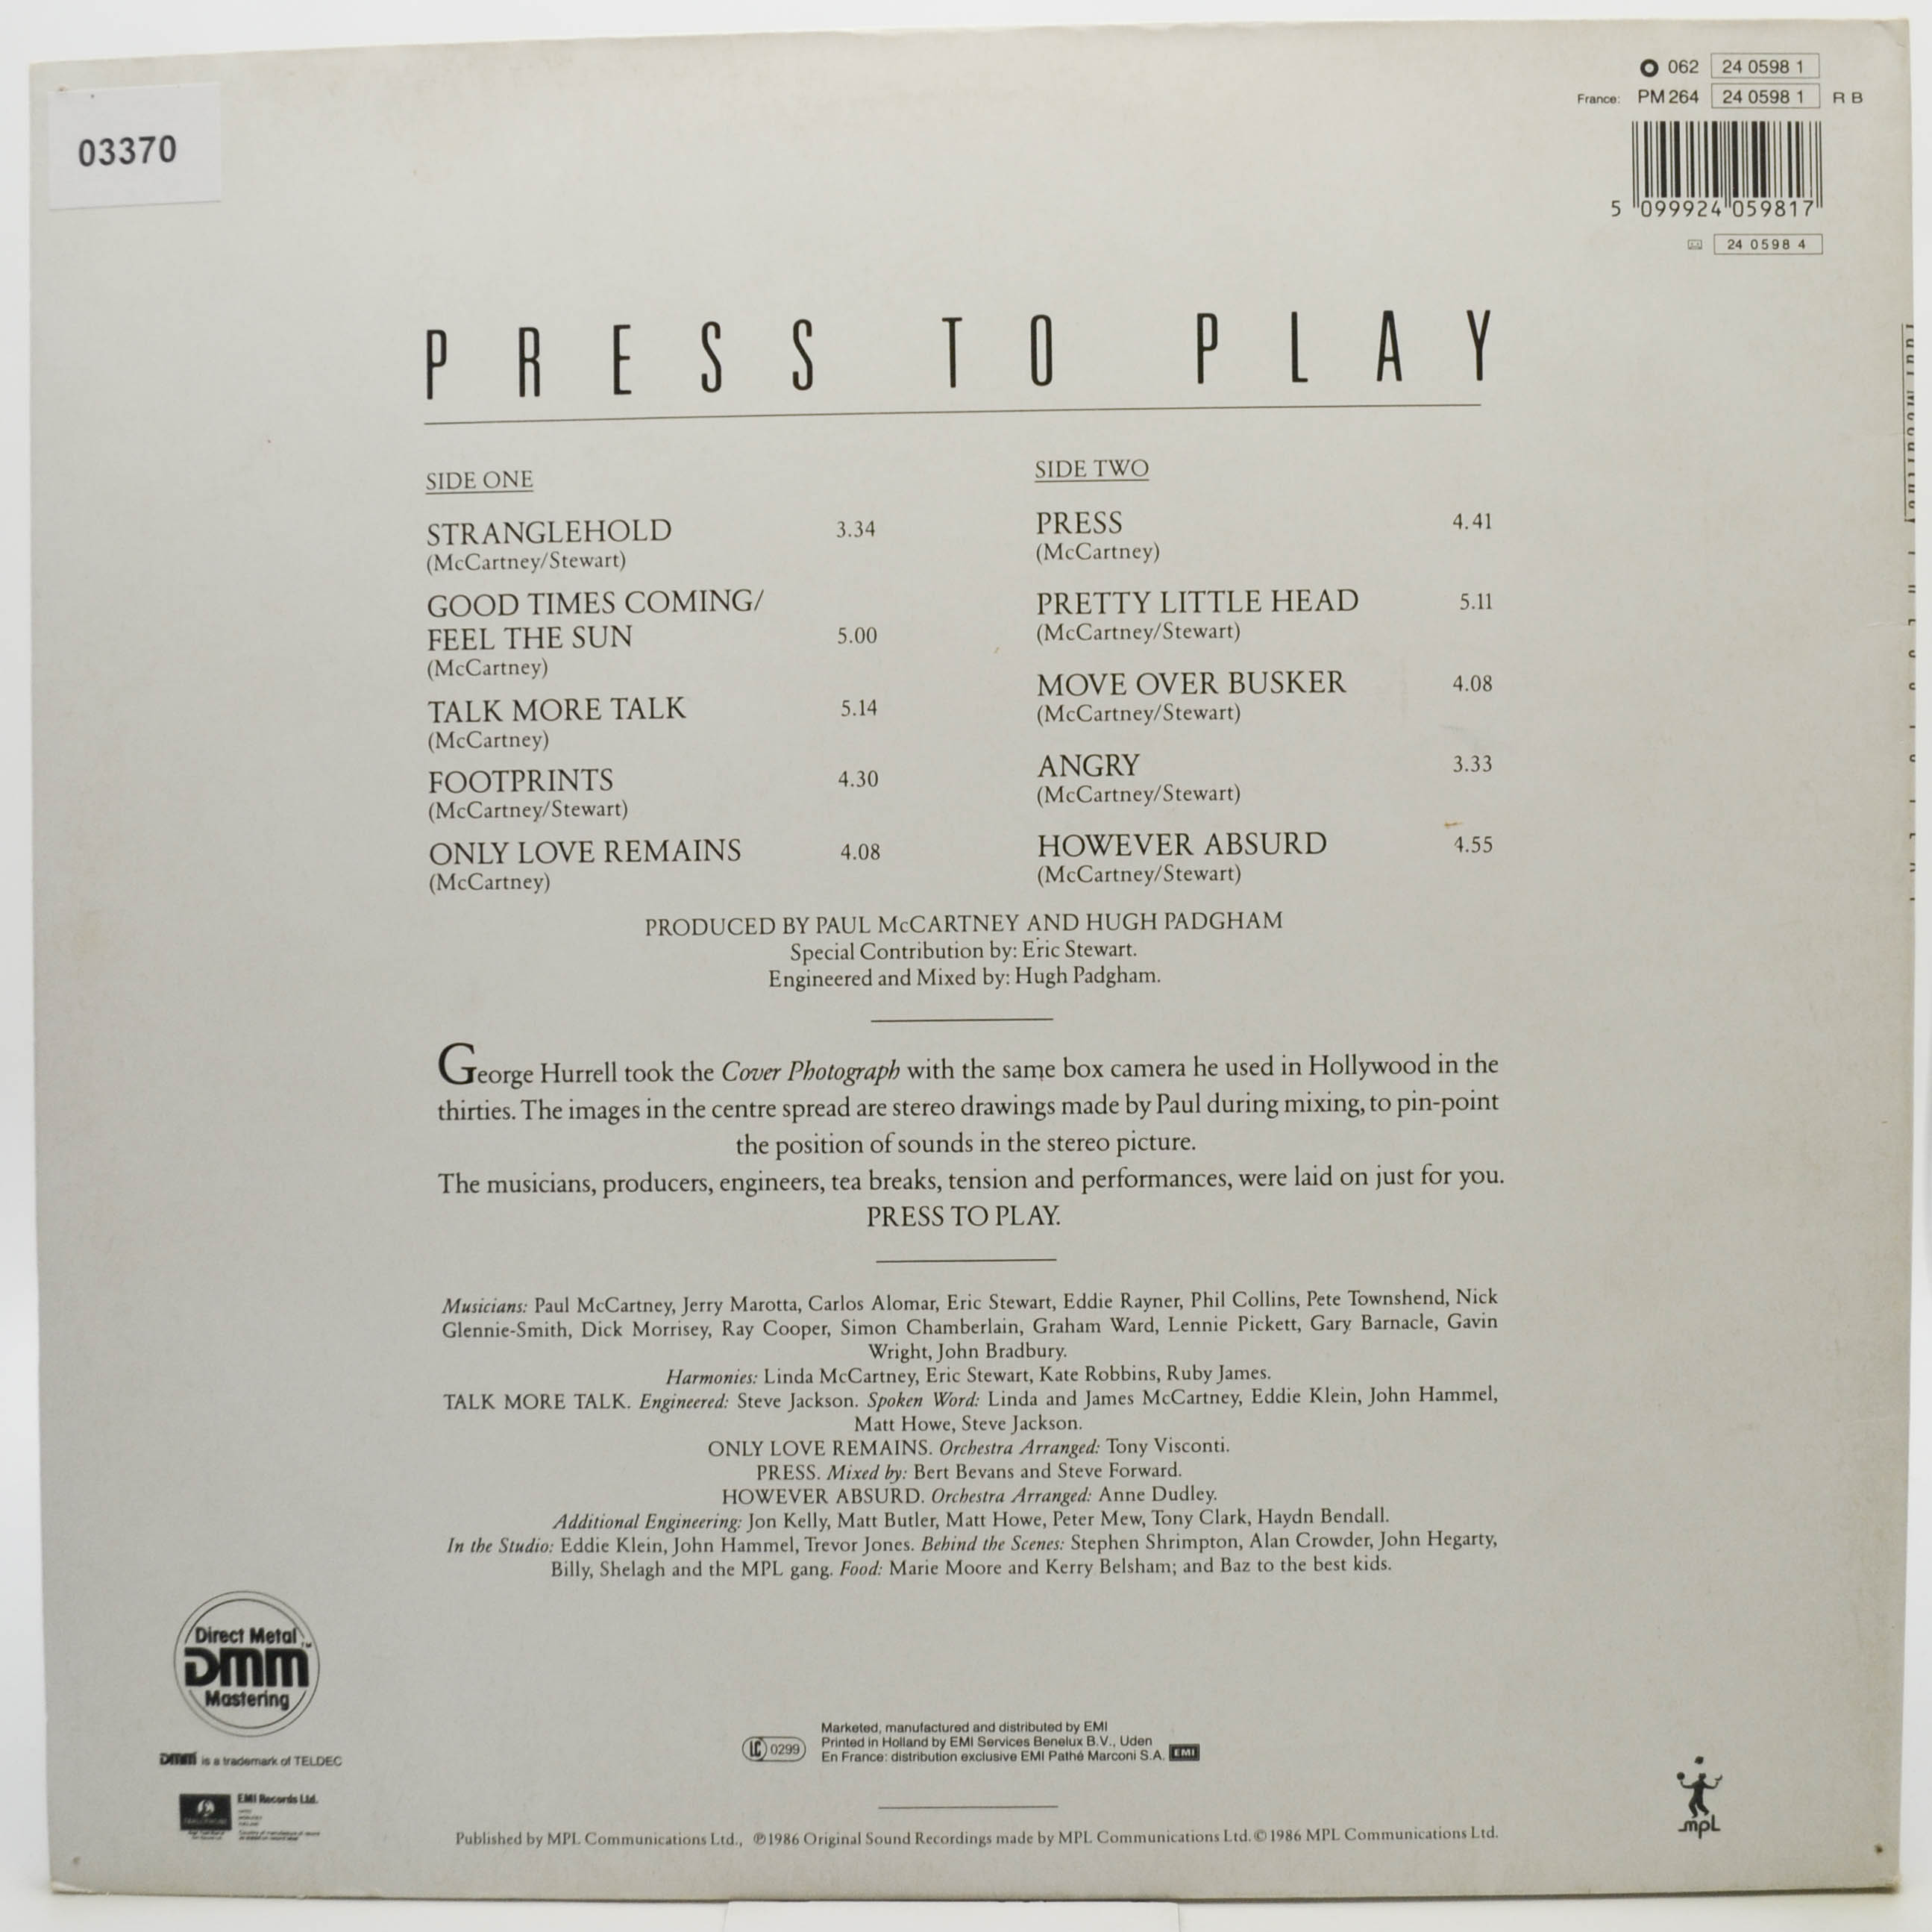 03370
062 24 0598 1
France: PM 264 24 0598 1 R B
5 099924 059817
24 0598 4
PRESS TO PLAY
SIDE ONE
STRANGLEHOLD 3.34
(McCartney/Stewart)
GOOD TIMES COMING/
FEEL THE SUN 5.00
(McCartney)
TALK MORE TALK 5.14
(McCartney)
FOOTPRINTS 4.30
(McCartney/Stewart)
ONLY LOVE REMAINS 4.08
(McCartney)
SIDE TWO
PRESS 4.41
(McCartney)
PRETTY LITTLE HEAD 5.11
(McCartney/Stewart)
MOVE OVER BUSKER 4.08
(McCartney/Stewart)
ANGRY 3.33
(McCartney/Stewart)
HOWEVER ABSURD 4.55
(McCartney/Stewart)
PRODUCED BY PAUL McCARTNEY AND HUGH PADGHAM
Special Contribution by: Eric Stewart.
Engineered and Mixed by: Hugh Padgham.
George Hurrell took the Cover Photograph with the same box camera he used in Hollywood in the
thirties. The images in the centre spread are stereo drawings made by Paul during mixing, to pin-point
the position of sounds in the stereo picture.
The musicians, producers, engineers, tea breaks, tension and performances, were laid on just for you.
PRESS TO PLAY.
Musicians: Paul McCartney, Jerry Marotta, Carlos Alomar, Eric Stewart, Eddie Rayner, Phil Collins, Pete Townshend, Nick
Glennie-Smith, Dick Morrisey, Ray Cooper, Simon Chamberlain, Graham Ward, Lennie Pickett, Gary Barnacle, Gavin
Wright, John Bradbury.
Harmonies: Linda McCartney, Eric Stewart, Kate Robbins, Ruby James.
TALK MORE TALK. Engineered: Steve Jackson. Spoken Word: Linda and James McCartney, Eddie Klein, John Hammel,
Matt Howe, Steve Jackson.
ONLY LOVE REMAINS. Orchestra Arranged: Tony Visconti.
PRESS. Mixed by: Bert Bevans and Steve Forward.
HOWEVER ABSURD. Orchestra Arranged: Anne Dudley.
Additional Engineering: Jon Kelly, Matt Butler, Matt Howe, Peter Mew, Tony Clark, Haydn Bendall.
In the Studio: Eddie Klein, John Hammel, Trevor Jones. Behind the Scenes: Stephen Shrimpton, Alan Crowder, John Hegarty,
Billy, Shelagh and the MPL gang. Food: Marie Moore and Kerry Belsham; and Baz to the best kids.
Direct Metal
DMM ™
Mastering
DMM is a trademark of TELDEC
EMI Records Ltd.
LC 0299
Marketed, manufactured and distributed by EMI
Printed in Holland by EMI Services Benelux B.V., Uden
En France: distribution exclusive EMI Pathé Marconi S.A. EMI
mpL
Published by MPL Communications Ltd., ℗1986 Original Sound Recordings made by MPL Communications Ltd. © 1986 MPL Communications Ltd.